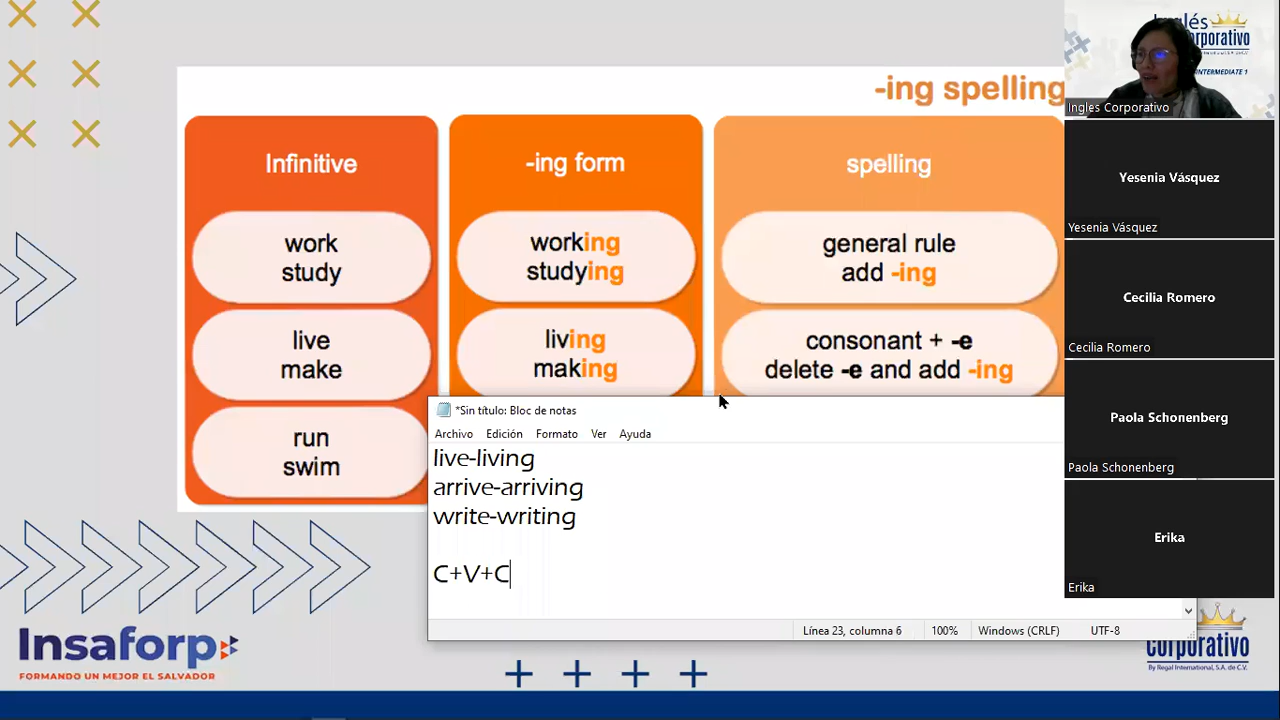 -ing spelling
Infinitive
-ing form
spelling
work
study
working
studying
general rule
add -ing
live
make
living
making
consonant + -e
delete -e and add -ing
run
swim
*Sin título: Bloc de notas
Archivo Edición Formato Ver Ayuda
live-living
arrive-arriving
write-writing
C+V+C
Línea 23, columna 6 100% Windows (CRLF) UTF-8
Inglés
Corporativo
INTERMEDIATE 1
Ingles Corporativo
Yesenia Vásquez
Yesenia Vásquez
Cecilia Romero
Cecilia Romero
Paola Schonenberg
Paola Schonenberg
Erika
Erika
Insaforp
FORMANDO UN MEJOR EL SALVADOR
corporativo
By Regal International, S.A. de C.V.